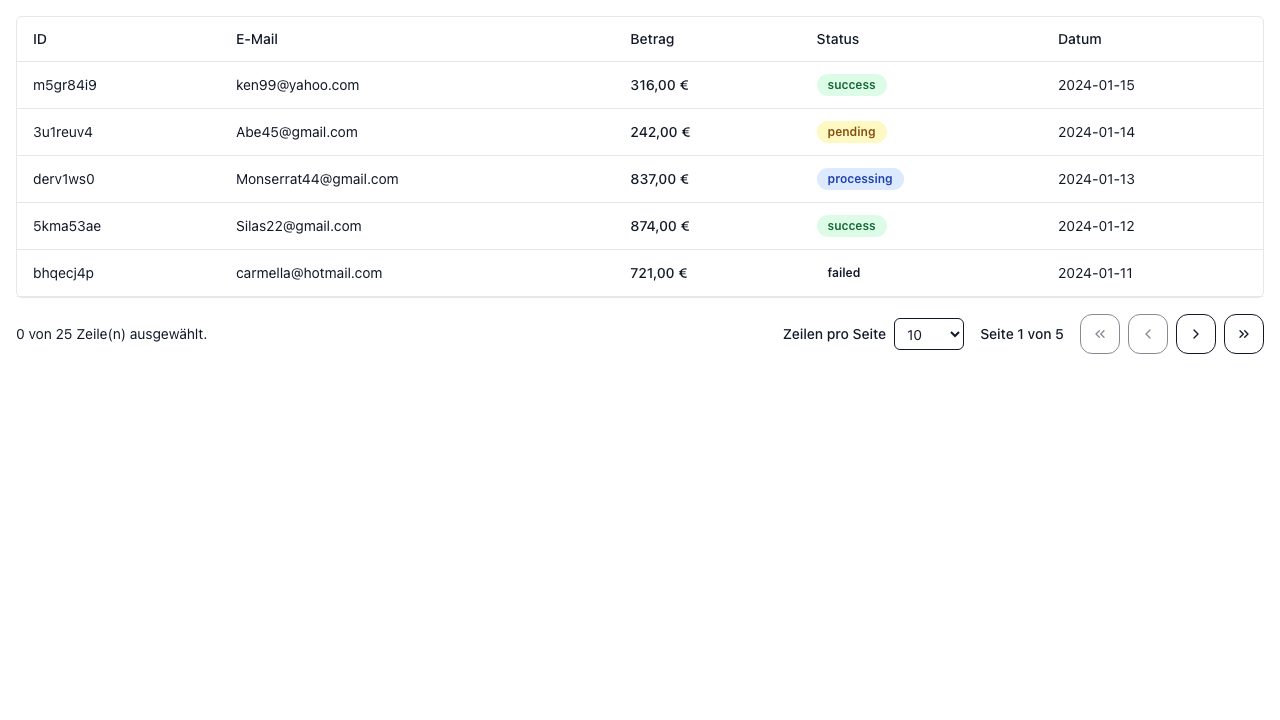 ID E-Mail Betrag Status Datum
m5gr84i9 ken99@yahoo.com 316,00 € success 2024-01-15
3u1reuv4 Abe45@gmail.com 242,00 € pending 2024-01-14
derv1ws0 Monserrat44@gmail.com 837,00 € processing 2024-01-13
5kma53ae Silas22@gmail.com 874,00 € success 2024-01-12
bhqecj4p carmella@hotmail.com 721,00 € failed 2024-01-11
0 von 25 Zeile(n) ausgewählt. Zeilen pro Seite 10 Seite 1 von 5